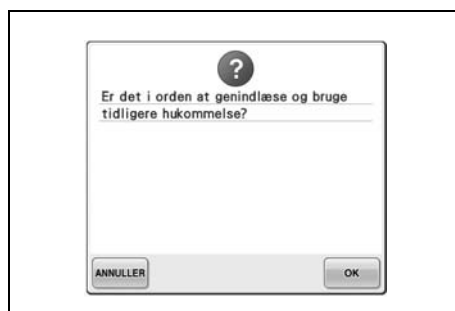 ?
Er det i orden at genindlæse og bruge
tidligere hukommelse?
ANNULLER
OK